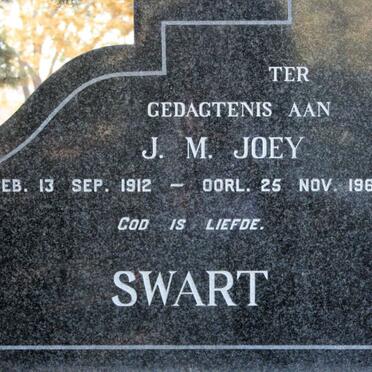 TER
GEDAGTENIS AAN
J. M. JOEY
EB. 13 SEP. 1912 — OORL. 25 NOV. 196
GOD IS LIEFDE.
SWART